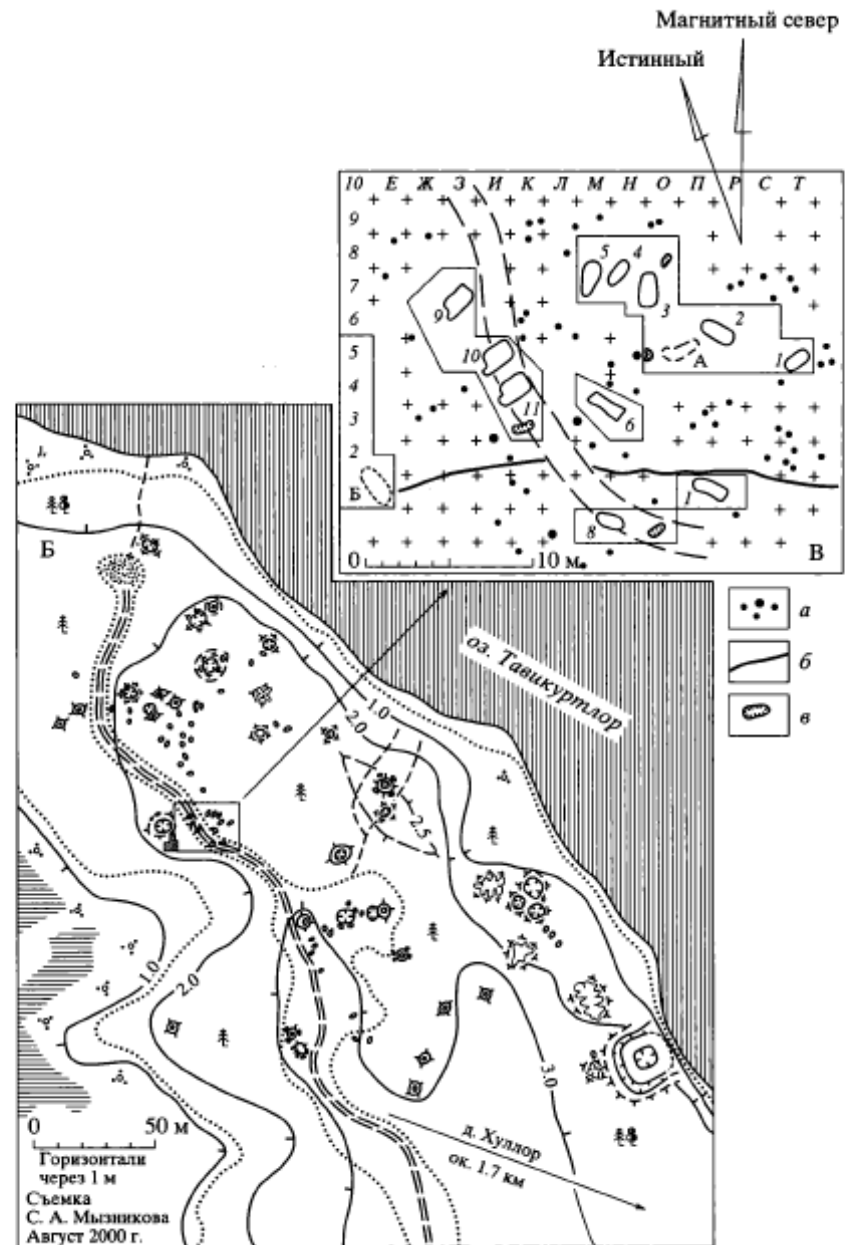 Магнитный север
Истинный
10 Е Ж З И К Л М Н О П Р С Т
9
8
7
6
5
4
3
2
5 4
3
2
1
А
9
10
11
6
1
8
Б
0 10 м
В
Б
оз. Тавикуртлор
а
б
в
1.0
2.0
2.5
1.0
2.0
3.0
0 50 м
Горизонтали
через 1 м
Съемка
С. А. Мызникова
Август 2000 г.
д. Хуллор
ок. 1.7 км